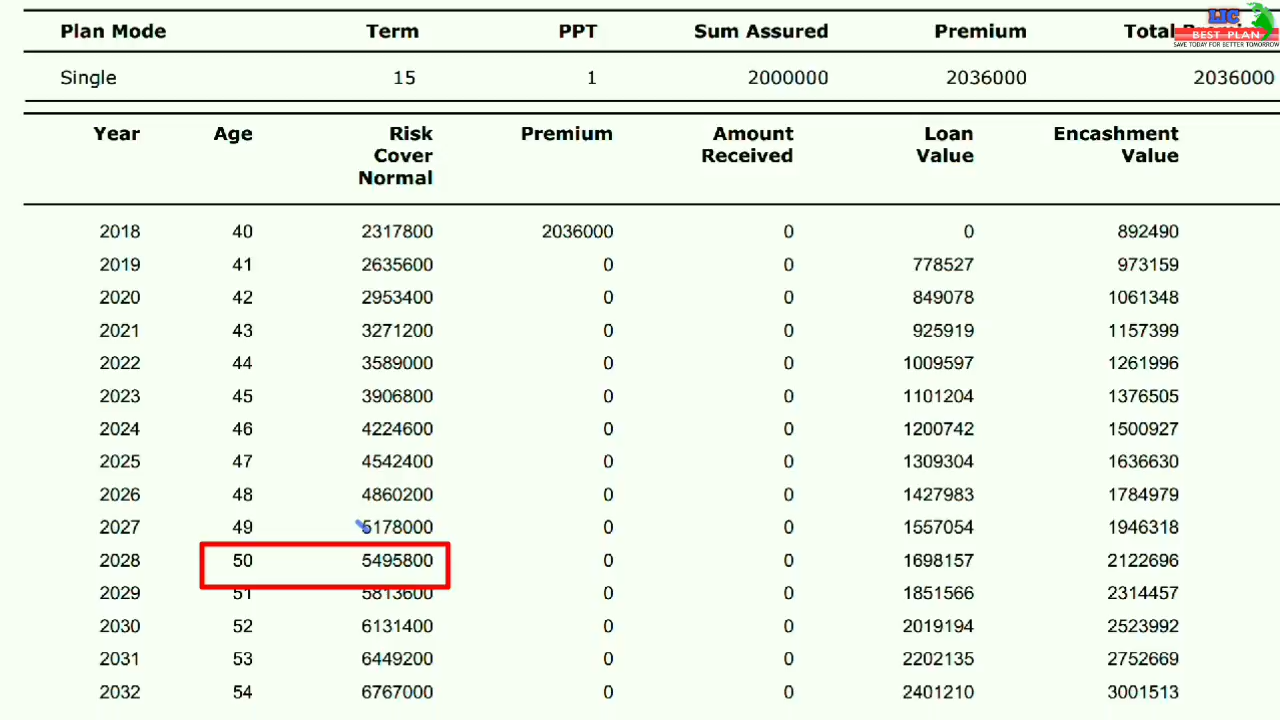 Plan Mode Term PPT Sum Assured Premium Total
LIC
BEST PLAN
SAVE TODAY FOR BETTER TOMORROW
Single 15 1 2000000 2036000 2036000
Year Age Risk Premium Amount Loan Encashment
Cover Received Value Value
Normal
2018 40 2317800 2036000 0 0 892490
2019 41 2635600 0 0 778527 973159
2020 42 2953400 0 0 849078 1061348
2021 43 3271200 0 0 925919 1157399
2022 44 3589000 0 0 1009597 1261996
2023 45 3906800 0 0 1101204 1376505
2024 46 4224600 0 0 1200742 1500927
2025 47 4542400 0 0 1309304 1636630
2026 48 4860200 0 0 1427983 1784979
2027 49 5178000 0 0 1557054 1946318
2028 50 5495800 0 0 1698157 2122696
2029 51 5813600 0 0 1851566 2314457
2030 52 6131400 0 0 2019194 2523992
2031 53 6449200 0 0 2202135 2752669
2032 54 6767000 0 0 2401210 3001513